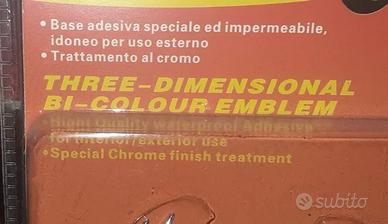 • Base adesiva speciale ed impermeabile,
idoneo per uso esterno
• Trattamento al cromo
THREE-DIMENSIONAL
BI-COLOUR EMBLEM
• Hight Quality waterproof Adhesive
for interior/exterior use
• Special Chrome finish treatment
subito